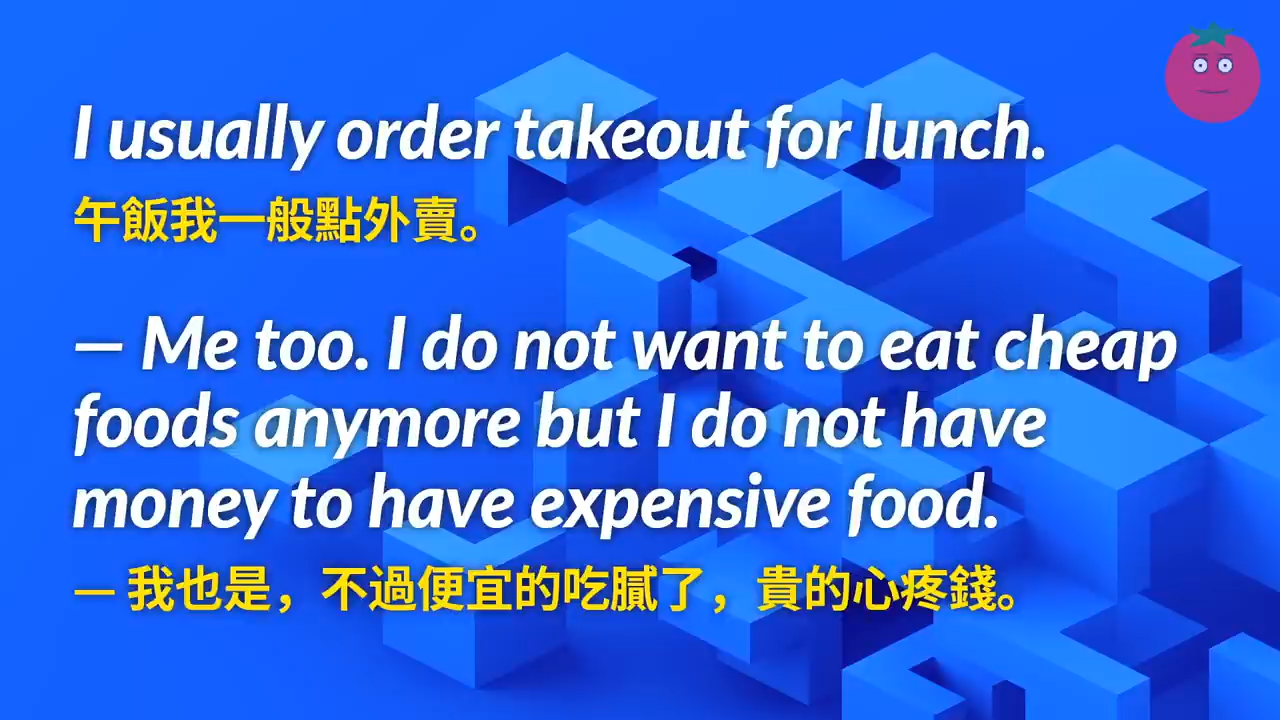 I usually order takeout for lunch.
午飯我一般點外賣。
— Me too. I do not want to eat cheap
foods anymore but I do not have
money to have expensive food.
— 我也是，不過便宜的吃膩了，貴的心疼錢。